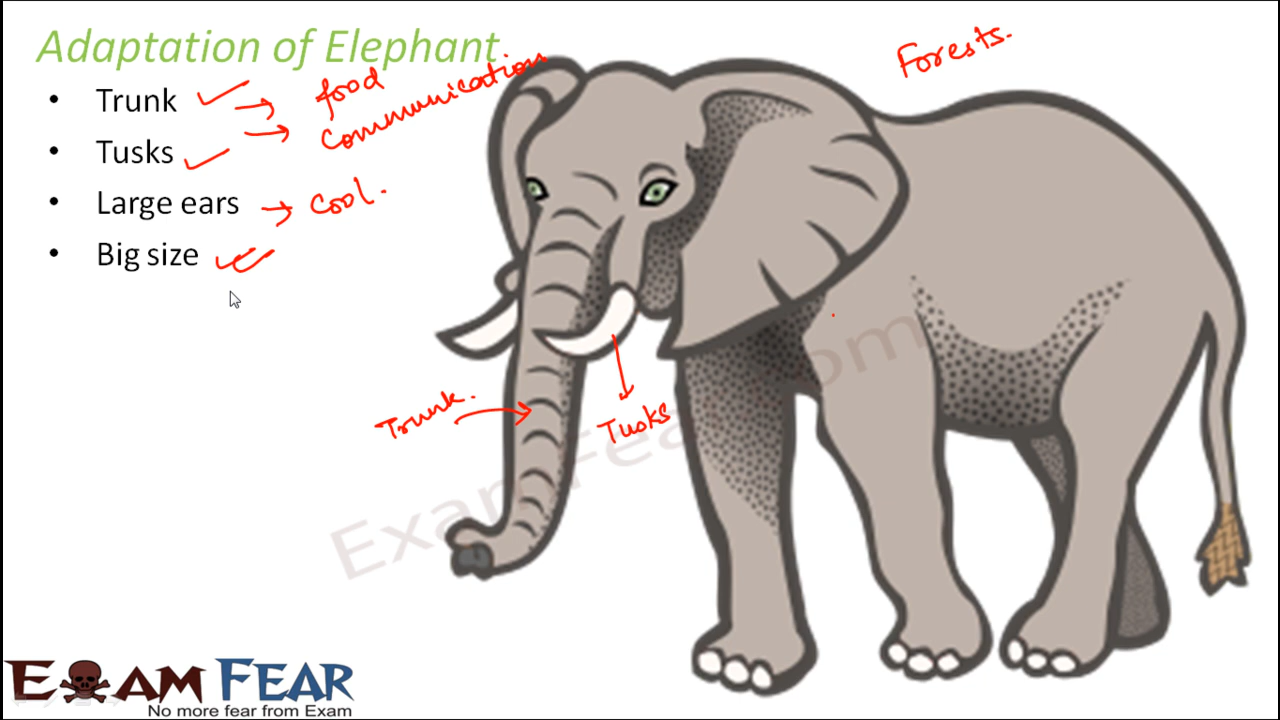 Adaptation of Elephant
Forests.
• Trunk → food
• Tusks → communication
• Large ears → cool.
• Big size
Trunk.
Tusks
ExamFear.com
EXAM FEAR
No more fear from Exam